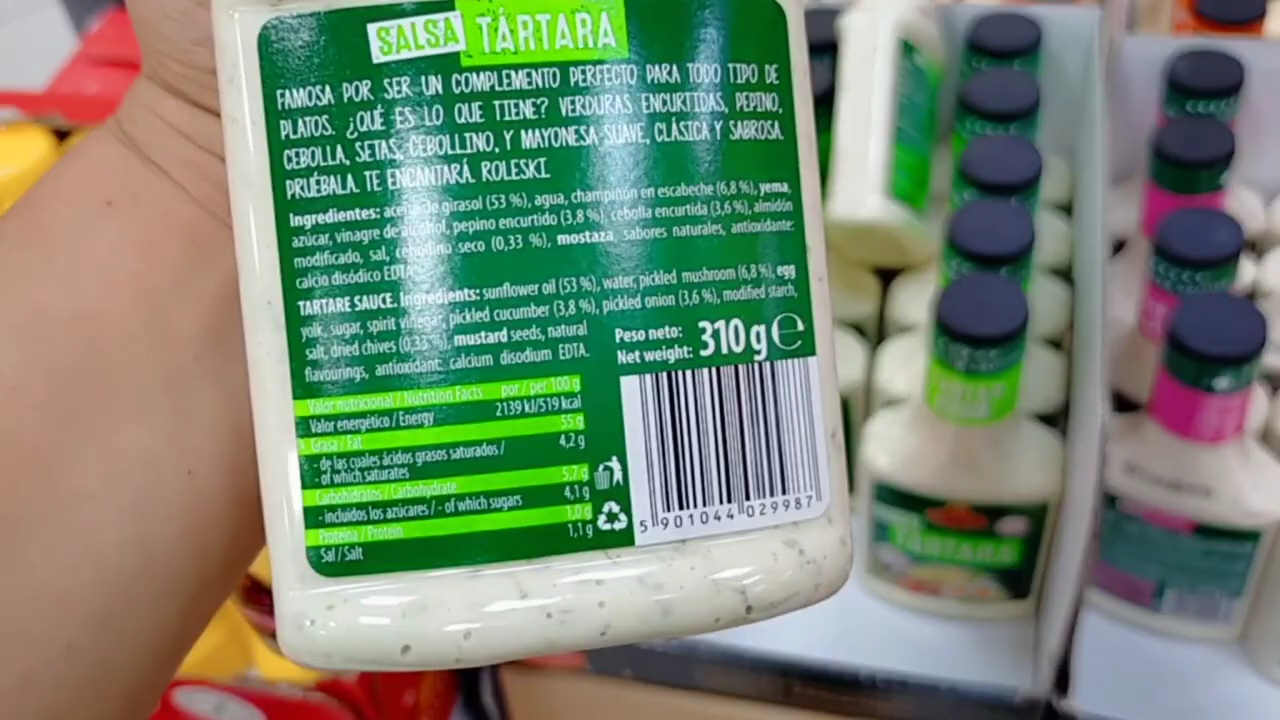 SALSA TÁRTARA
FAMOSA POR SER UN COMPLEMENTO PERFECTO PARA TODO TIPO DE
PLATOS. ¿QUÉ ES LO QUE TIENE? VERDURAS ENCURTIDAS, PEPINO,
CEBOLLA, SETAS, CEBOLLINO, Y MAYONESA SUAVE, CLÁSICA Y SABROSA.
PRUÉBALA. TE ENCANTARÁ. ROLESKI.
Ingredientes: aceite de girasol (53 %), agua, champiñón en escabeche (6,8 %), yema,
azúcar, vinagre de alcohol, pepino encurtido (3,8 %), cebolla encurtida (3,6 %), almidón
modificado, sal, cebollino seco (0,33 %), mostaza, sabores naturales, antioxidante:
calcio disódico EDTA.
TARTARE SAUCE. Ingredients: sunflower oil (53 %), water, pickled mushroom (6,8 %), egg
yolk, sugar, spirit vinegar, pickled cucumber (3,8 %), pickled onion (3,6 %), modified starch,
salt, dried chives (0,33 %), mustard seeds, natural
flavourings, antioxidant: calcium disodium EDTA.
Peso neto:
Net weight: 310 g e
Valor nutricional / Nutrition Facts por / per 100 g
Valor energético / Energy 2139 kJ/519 kcal
Grasa / Fat 55 g
- de las cuales ácidos grasos saturados /
- of which saturates 4,2 g
Carbohidratos / Carbohydrate 5,7 g
- incluidos los azúcares / - of which sugars 4,1 g
Proteína / Protein 1,0 g
Sal / Salt 1,1 g
5 901044 029987
TÁRTARA